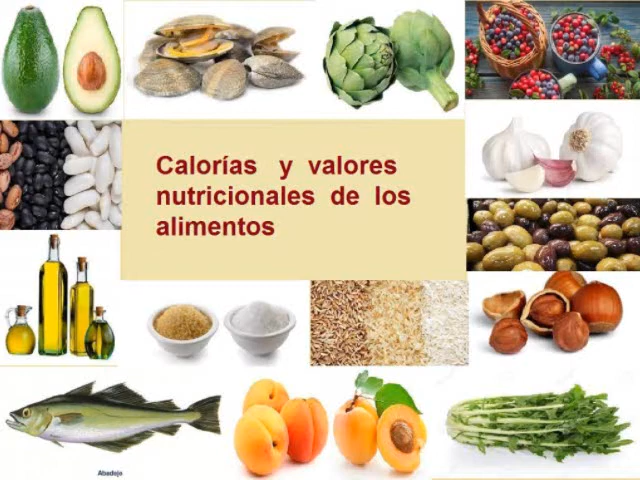 Calorías y valores
nutricionales de los
alimentos
Abadejo